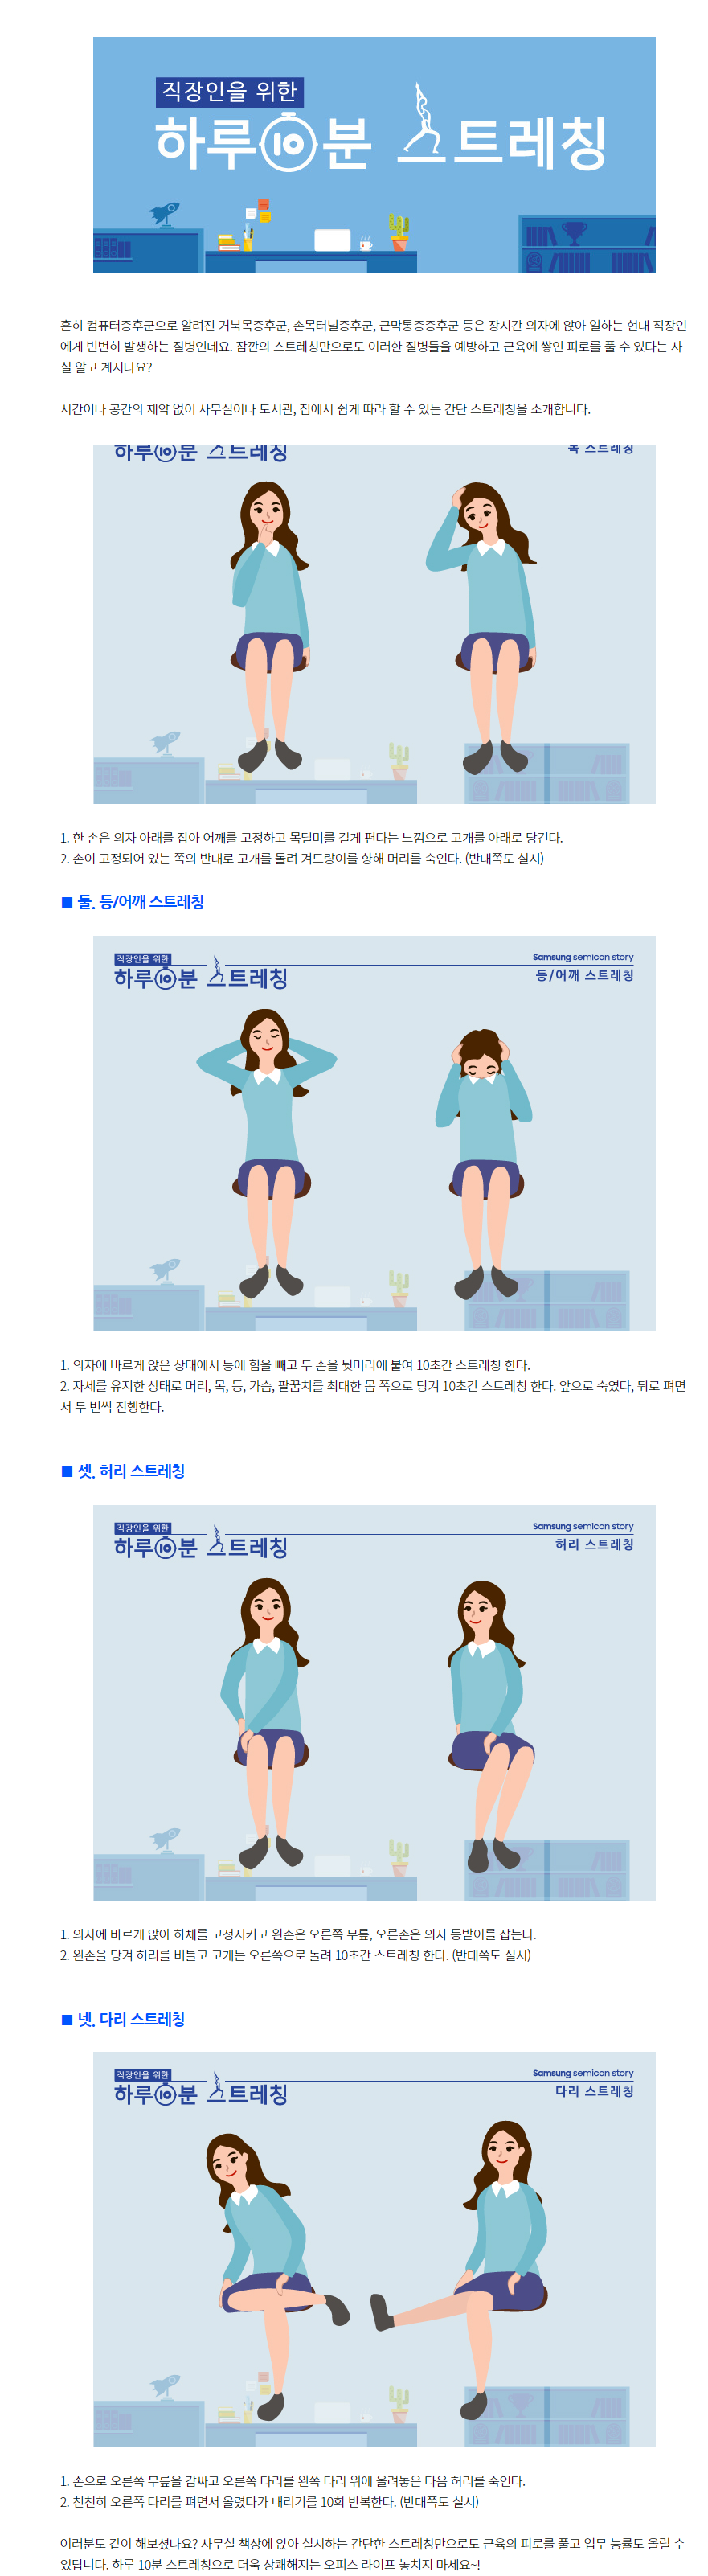 직장인을 위한
하루 10분 스트레칭
흔히 컴퓨터증후군으로 알려진 거북목증후군, 손목터널증후군, 근막통증증후군 등은 장시간 의자에 앉아 일하는 현대 직장인
에게 빈번히 발생하는 질병인데요. 잠깐의 스트레칭만으로도 이러한 질병들을 예방하고 근육에 쌓인 피로를 풀 수 있다는 사
실 알고 계시나요?
시간이나 공간의 제약 없이 사무실이나 도서관, 집에서 쉽게 따라 할 수 있는 간단 스트레칭을 소개합니다.
하루 10분 스트레칭
목 스트레칭
1. 한 손은 의자 아래를 잡아 어깨를 고정하고 목덜미를 길게 편다는 느낌으로 고개를 아래로 당긴다.
2. 손이 고정되어 있는 쪽의 반대로 고개를 돌려 겨드랑이를 향해 머리를 숙인다. (반대쪽도 실시)
■ 둘. 등/어깨 스트레칭
직장인을 위한
하루 10분 스트레칭
Samsung semicon story
등/어깨 스트레칭
1. 의자에 바르게 앉은 상태에서 등에 힘을 빼고 두 손을 뒷머리에 붙여 10초간 스트레칭 한다.
2. 자세를 유지한 상태로 머리, 목, 등, 가슴, 팔꿈치를 최대한 몸 쪽으로 당겨 10초간 스트레칭 한다. 앞으로 숙였다, 뒤로 펴면
서 두 번씩 진행한다.
■ 셋. 허리 스트레칭
직장인을 위한
하루 10분 스트레칭
Samsung semicon story
허리 스트레칭
1. 의자에 바르게 앉아 하체를 고정시키고 왼손은 오른쪽 무릎, 오른손은 의자 등받이를 잡는다.
2. 왼손을 당겨 허리를 비틀고 고개는 오른쪽으로 돌려 10초간 스트레칭 한다. (반대쪽도 실시)
■ 넷. 다리 스트레칭
직장인을 위한
하루 10분 스트레칭
Samsung semicon story
다리 스트레칭
1. 손으로 오른쪽 무릎을 감싸고 오른쪽 다리를 왼쪽 다리 위에 올려놓은 다음 허리를 숙인다.
2. 천천히 오른쪽 다리를 펴면서 올렸다가 내리기를 10회 반복한다. (반대쪽도 실시)
여러분도 같이 해보셨나요? 사무실 책상에 앉아 실시하는 간단한 스트레칭만으로도 근육의 피로를 풀고 업무 능률도 올릴 수
있답니다. 하루 10분 스트레칭으로 더욱 상쾌해지는 오피스 라이프 놓치지 마세요~!